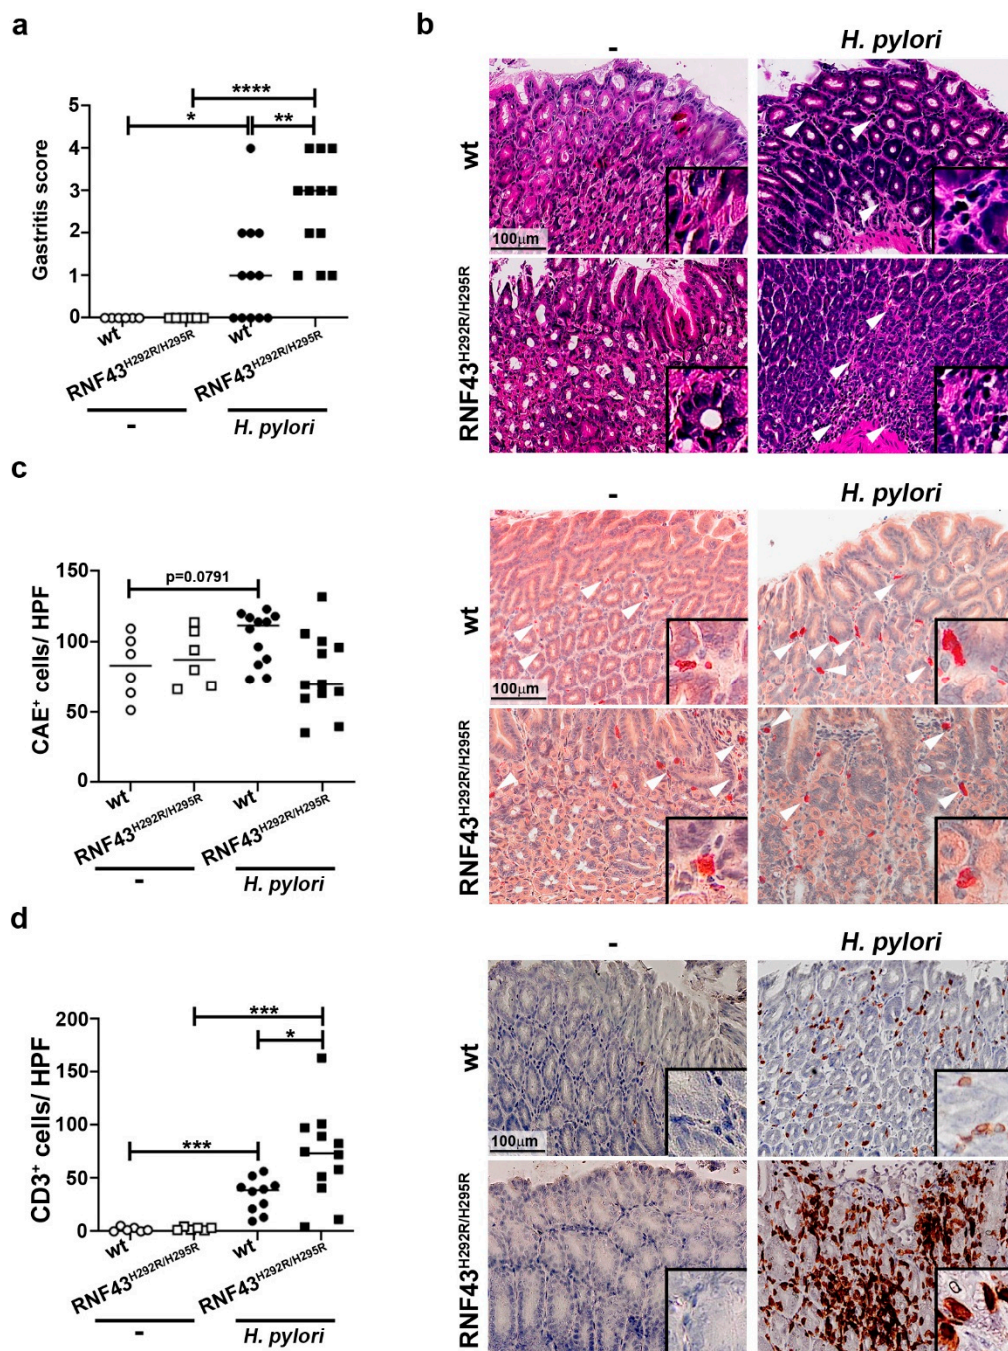 a
****
*
**
5
4
3
2
1
0
Gastritis score
wt
RNF43H292R/H295R
wt
RNF43H292R/H295R
-
H. pylori
b
-
H. pylori
wt
100µm
RNF43H292R/H295R
c
p=0.0791
150
100
50
0
CAE+ cells/ HPF
wt
RNF43H292R/H295R
wt
RNF43H292R/H295R
-
H. pylori
-
H. pylori
wt
100µm
RNF43H292R/H295R
d
***
*
***
200
150
100
50
0
CD3+ cells/ HPF
wt
RNF43H292R/H295R
wt
RNF43H292R/H295R
-
H. pylori
-
H. pylori
wt
100µm
RNF43H292R/H295R